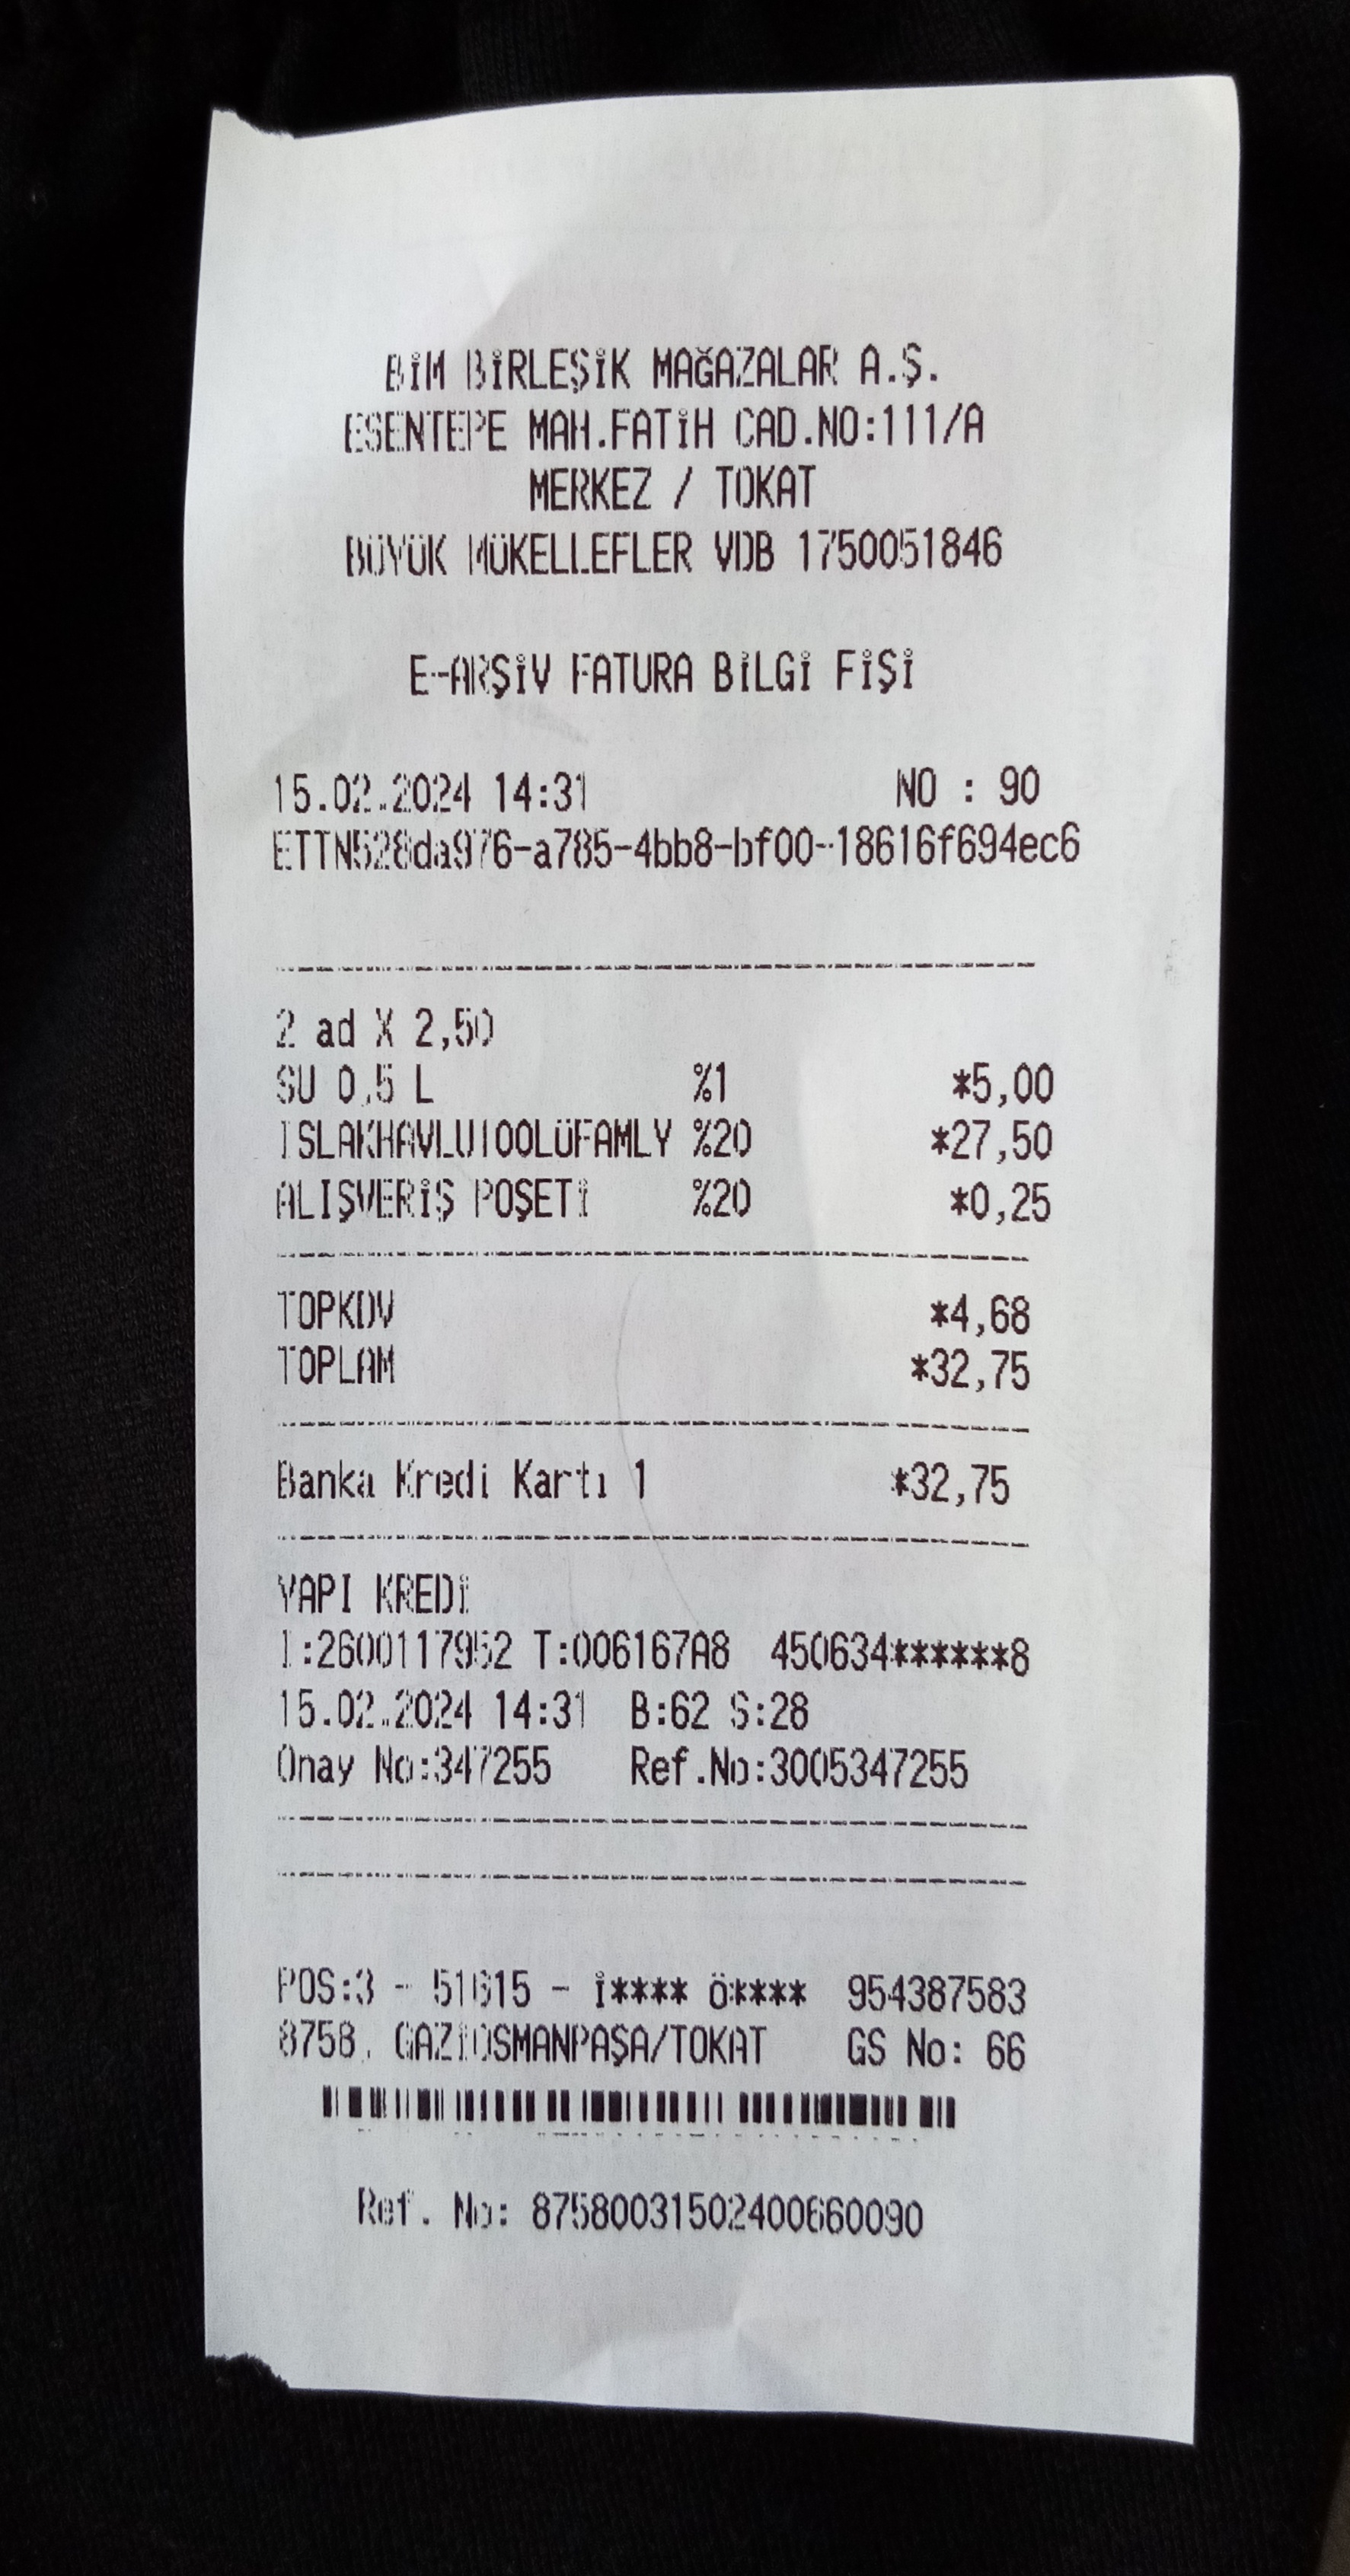 BİM BİRLEŞİK MAĞAZALAR A.Ş.
ESENTEPE MAH.FATİH CAD.NO:111/A
MERKEZ / TOKAT
BÜYÜK MÜKELLEFLER VDB 1750051846
E-ARŞİV FATURA BİLGİ FİŞİ
15.02.2024 14:31 NO : 90
ETTN528da976-a785-4bb8-bf00-18616f694ec6
2 ad X 2,50
SU 0,5 L %1 *5,00
ISLAKHAVLU100LÜFAMLY %20 *27,50
ALIŞVERİŞ POŞETİ %20 *0,25
TOPKDV *4,68
TOPLAM *32,75
Banka Kredi Kartı 1 *32,75
YAPI KREDİ
I:2600117952 T:006167A8 450634******8
15.02.2024 14:31 B:62 S:28
Onay No:347255 Ref.No:3005347255
POS:3 - 51615 - İ**** Ö**** 954387583
8758, GAZİOSMANPAŞA/TOKAT GS No: 66
Ref. No: 87580031502400660090